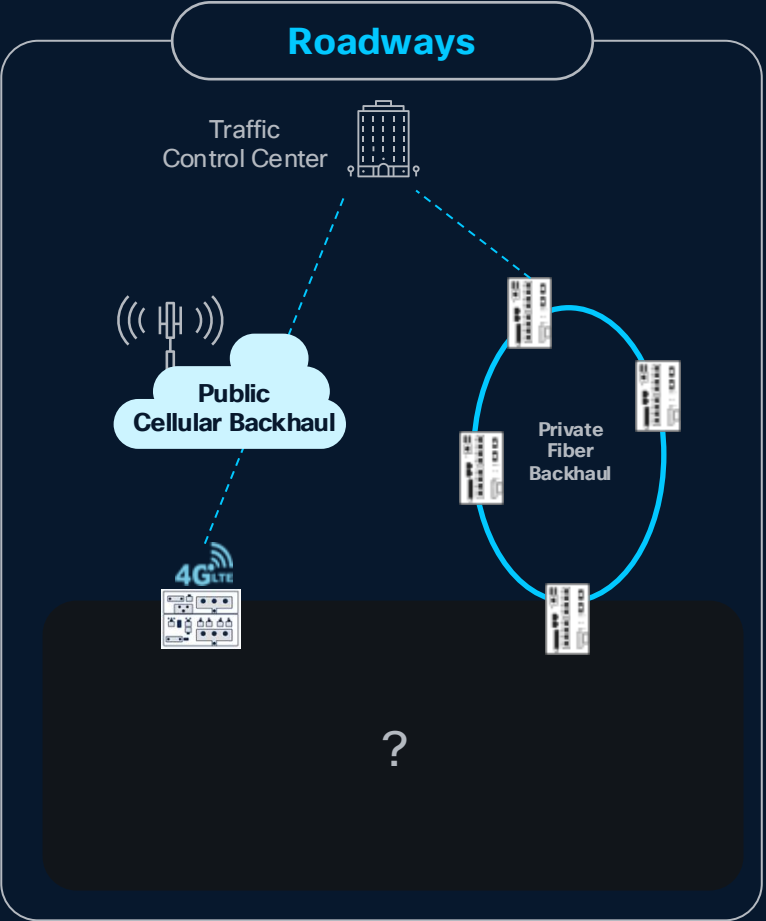 Roadways
Traffic
Control Center
Public
Cellular Backhaul
Private
Fiber
Backhaul
4G LTE
?